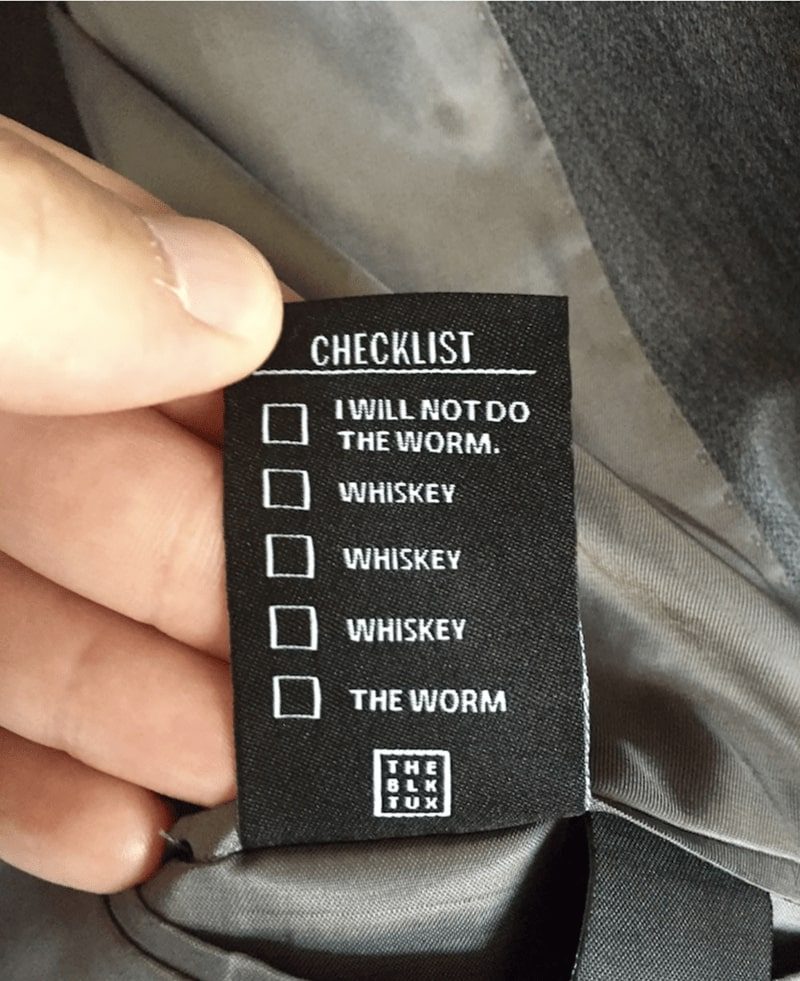 CHECKLIST
I WILL NOT DO
THE WORM.
WHISKEY
WHISKEY
WHISKEY
THE WORM
THE
BLK
TUX